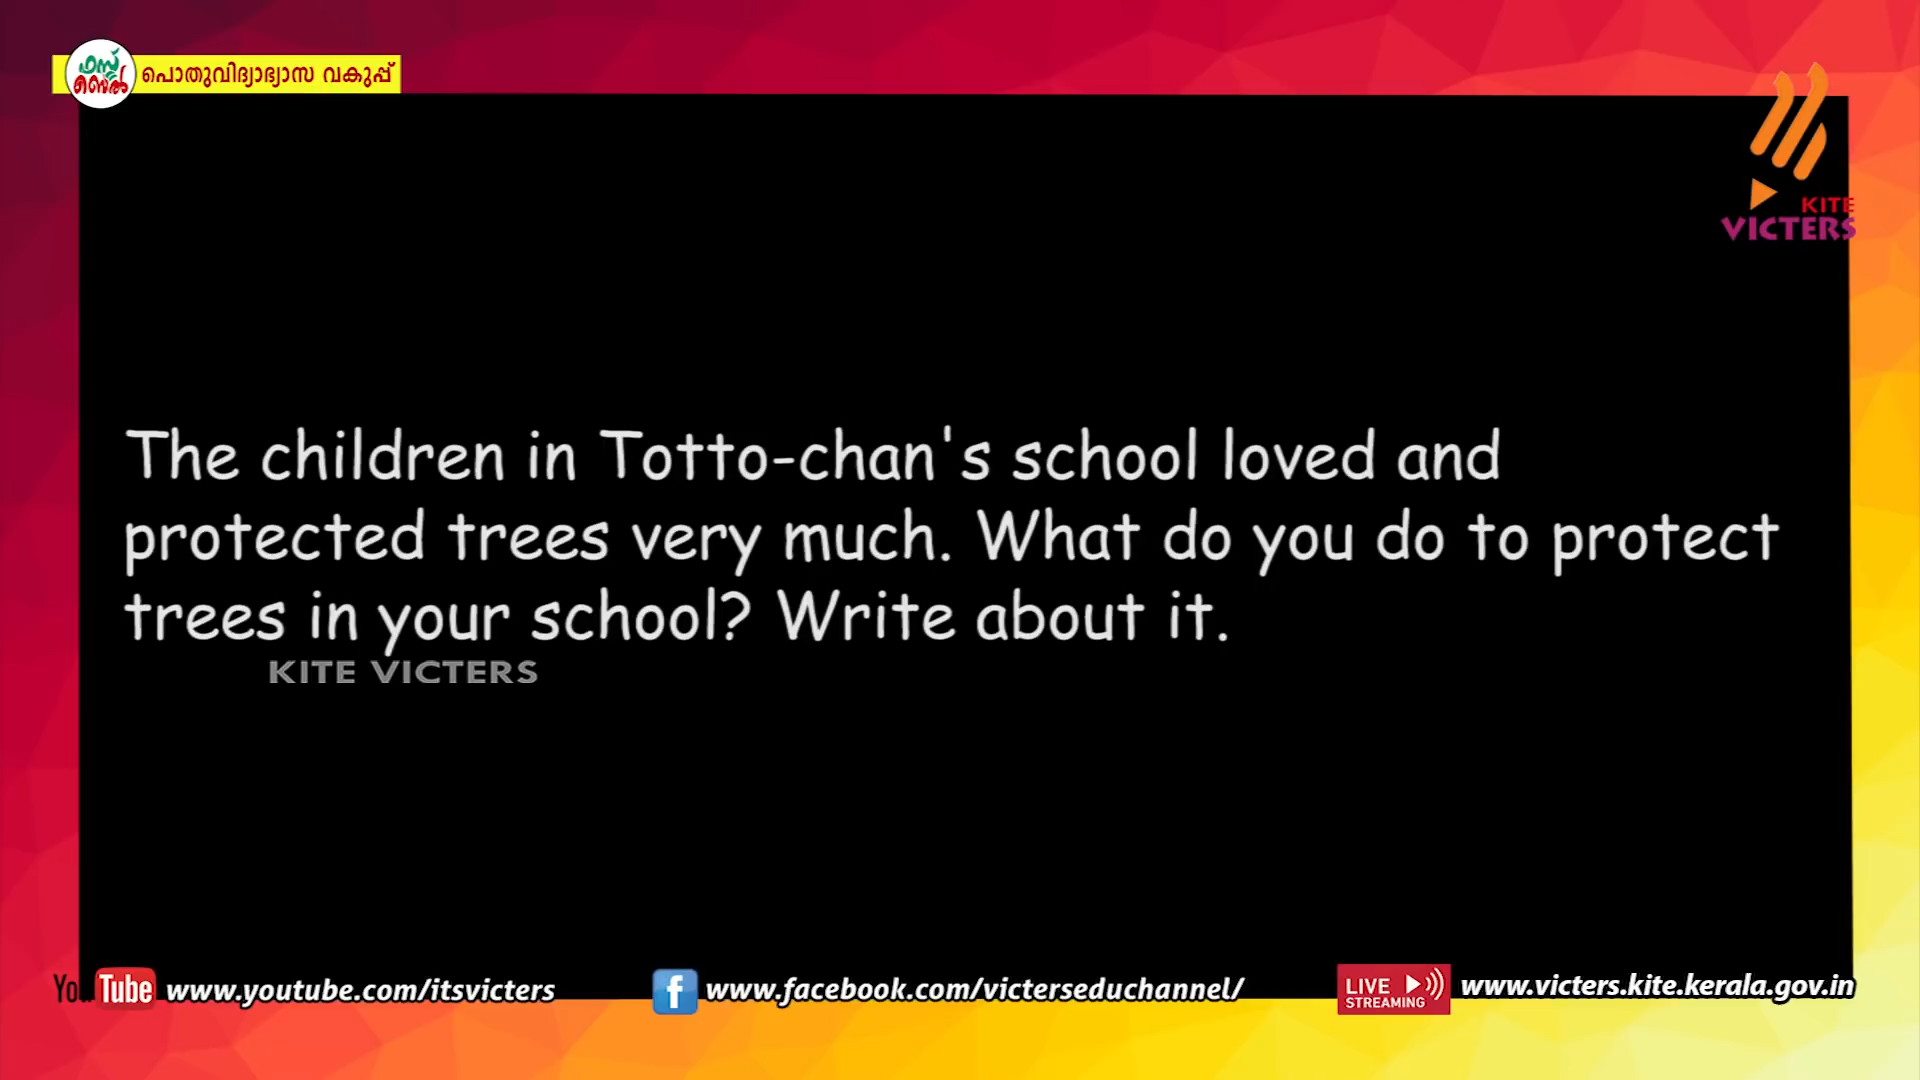 ഫസ്റ്റ്
ബെൽ
പൊതുവിദ്യാഭ്യാസ വകുപ്പ്
KITE
VICTERS
The children in Totto-chan's school loved and
protected trees very much. What do you do to protect
trees in your school? Write about it.
KITE VICTERS
YouTube www.youtube.com/itsvicters
f www.facebook.com/victerseduchannel/
LIVE
STREAMING
www.victers.kite.kerala.gov.in